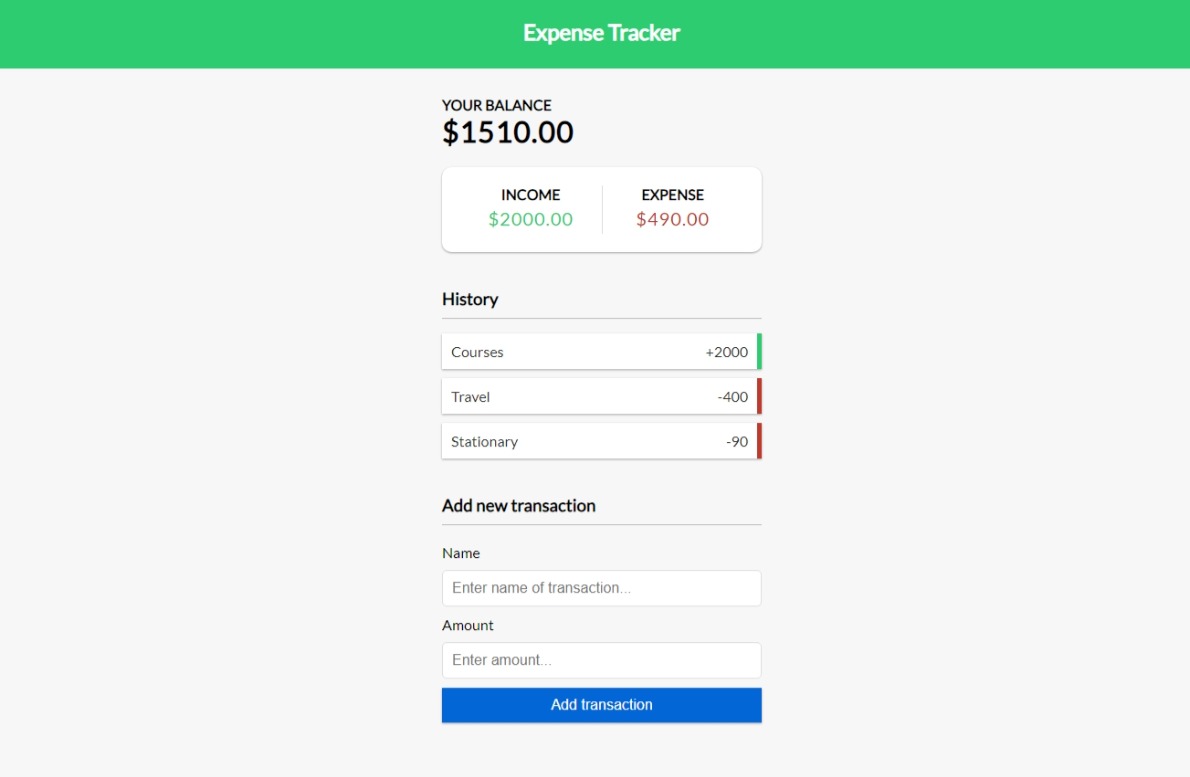 Expense Tracker
YOUR BALANCE
$1510.00
INCOME EXPENSE
$2000.00 $490.00
History
Courses +2000
Travel -400
Stationary -90
Add new transaction
Name
Enter name of transaction...
Amount
Enter amount...
Add transaction